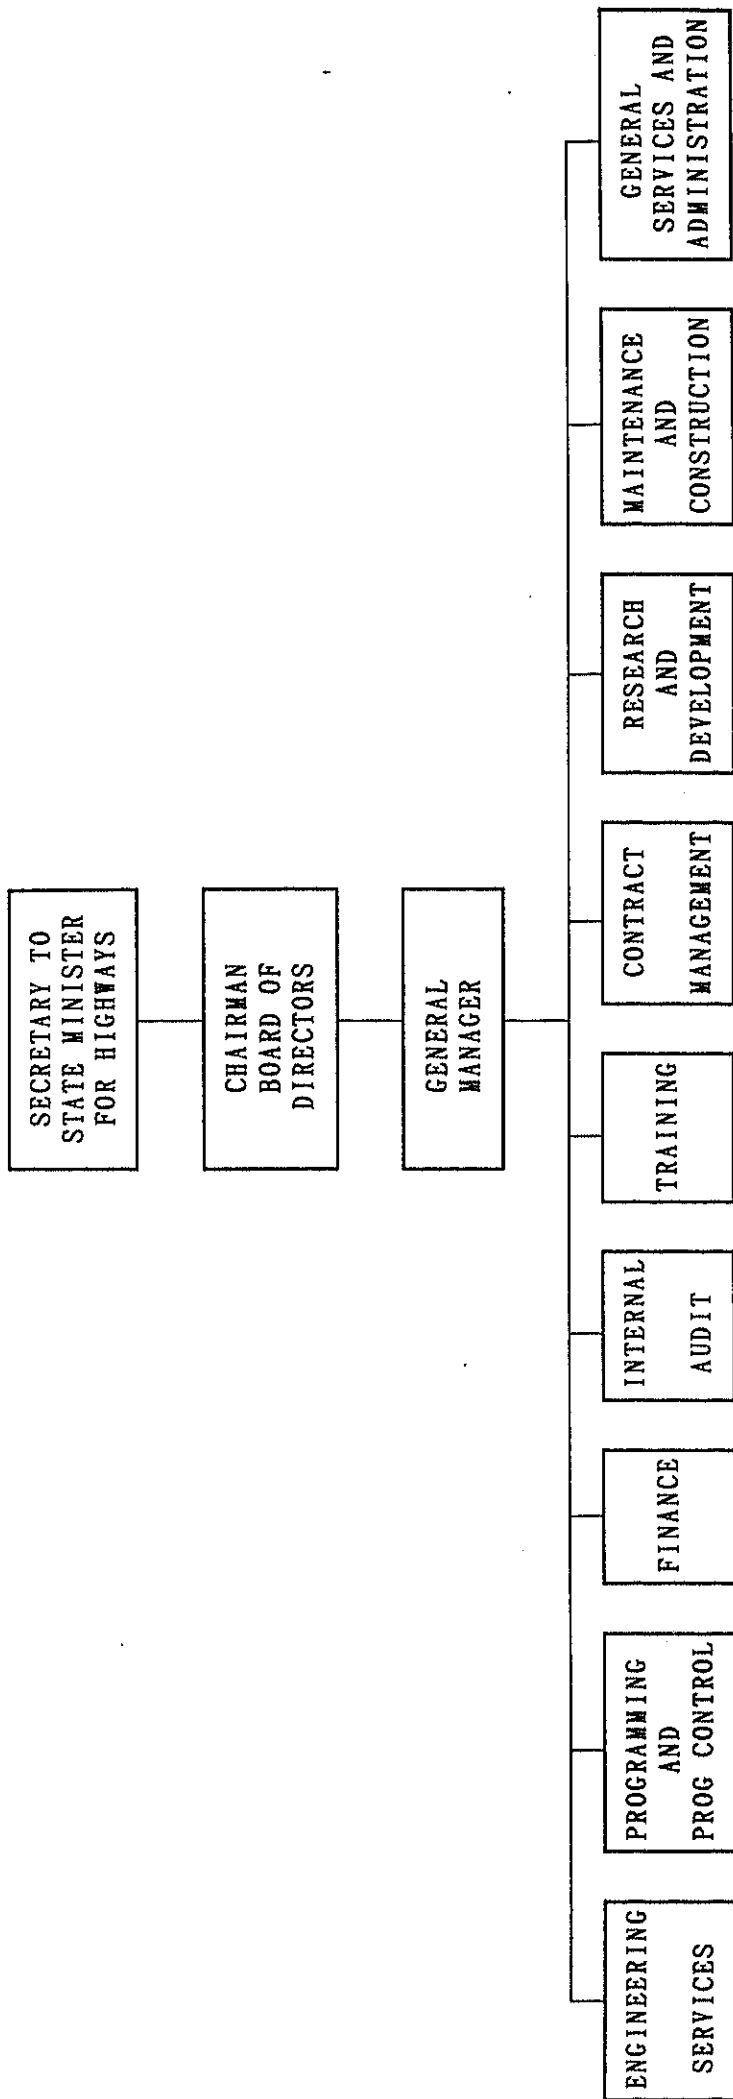 SECRETARY TO
STATE MINISTER
FOR HIGHWAYS
CHAIRMAN
BOARD OF
DIRECTORS
GENERAL
MANAGER
ENGINEERING
SERVICES
PROGRAMMING
AND
PROG CONTROL
FINANCE
INTERNAL
AUDIT
TRAINING
CONTRACT
MANAGEMENT
RESEARCH
AND
DEVELOPMENT
MAINTENANCE
AND
CONSTRUCTION
GENERAL
SERVICES AND
ADMINISTRATION